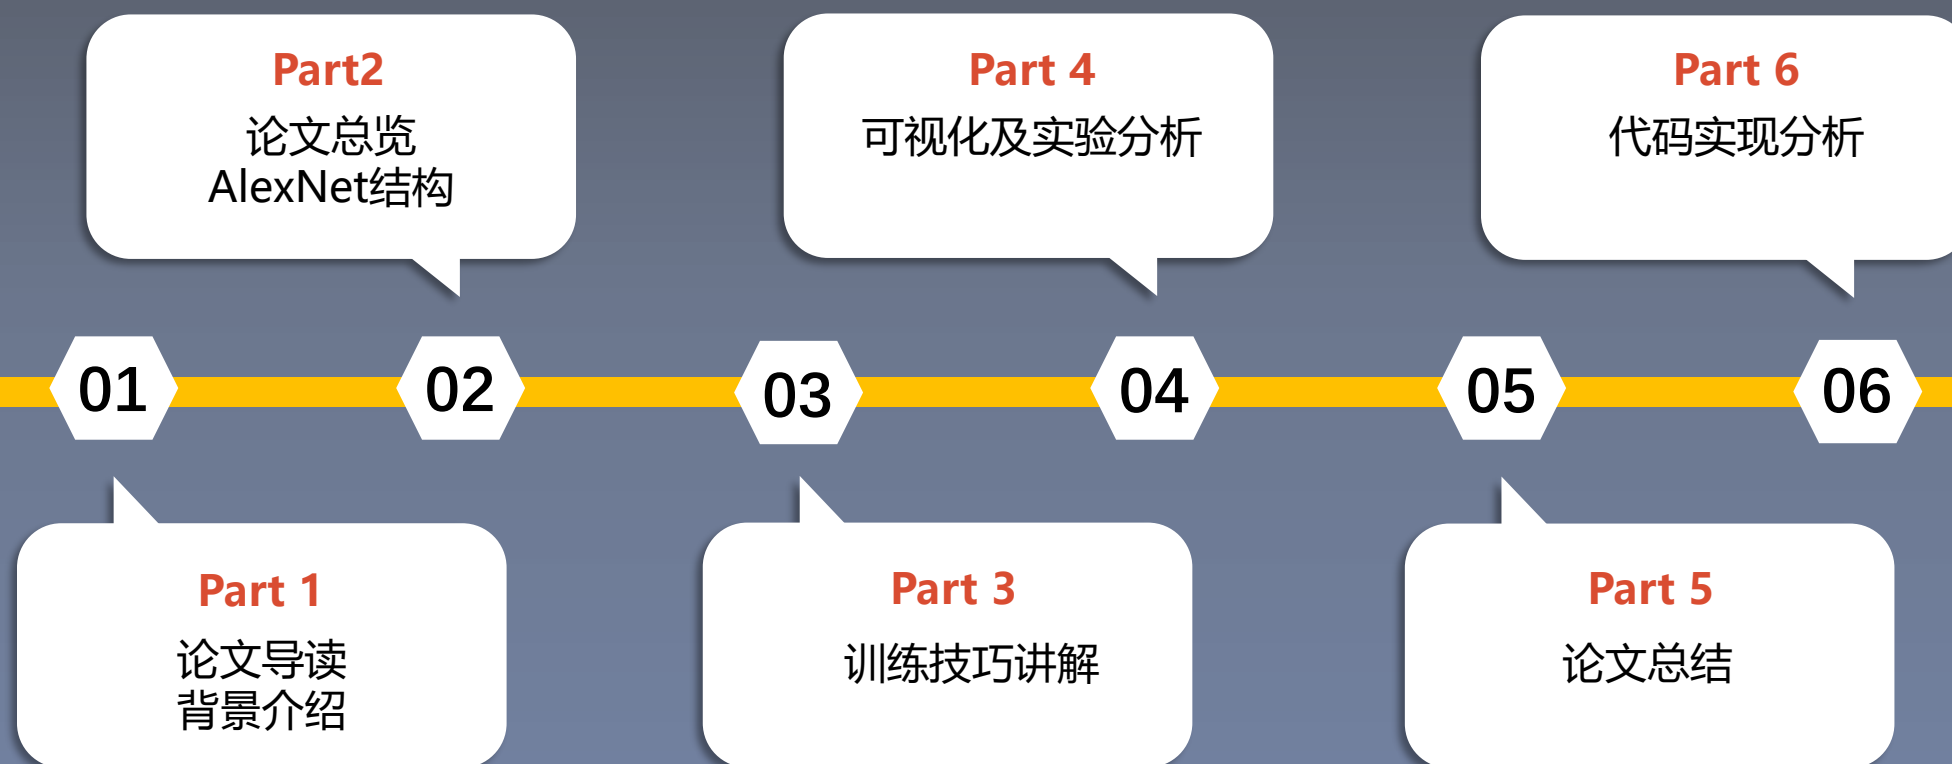 Part2
论文总览
AlexNet结构
Part 4
可视化及实验分析
Part 6
代码实现分析
01
02
03
04
05
06
Part 1
论文导读
背景介绍
Part 3
训练技巧讲解
Part 5
论文总结